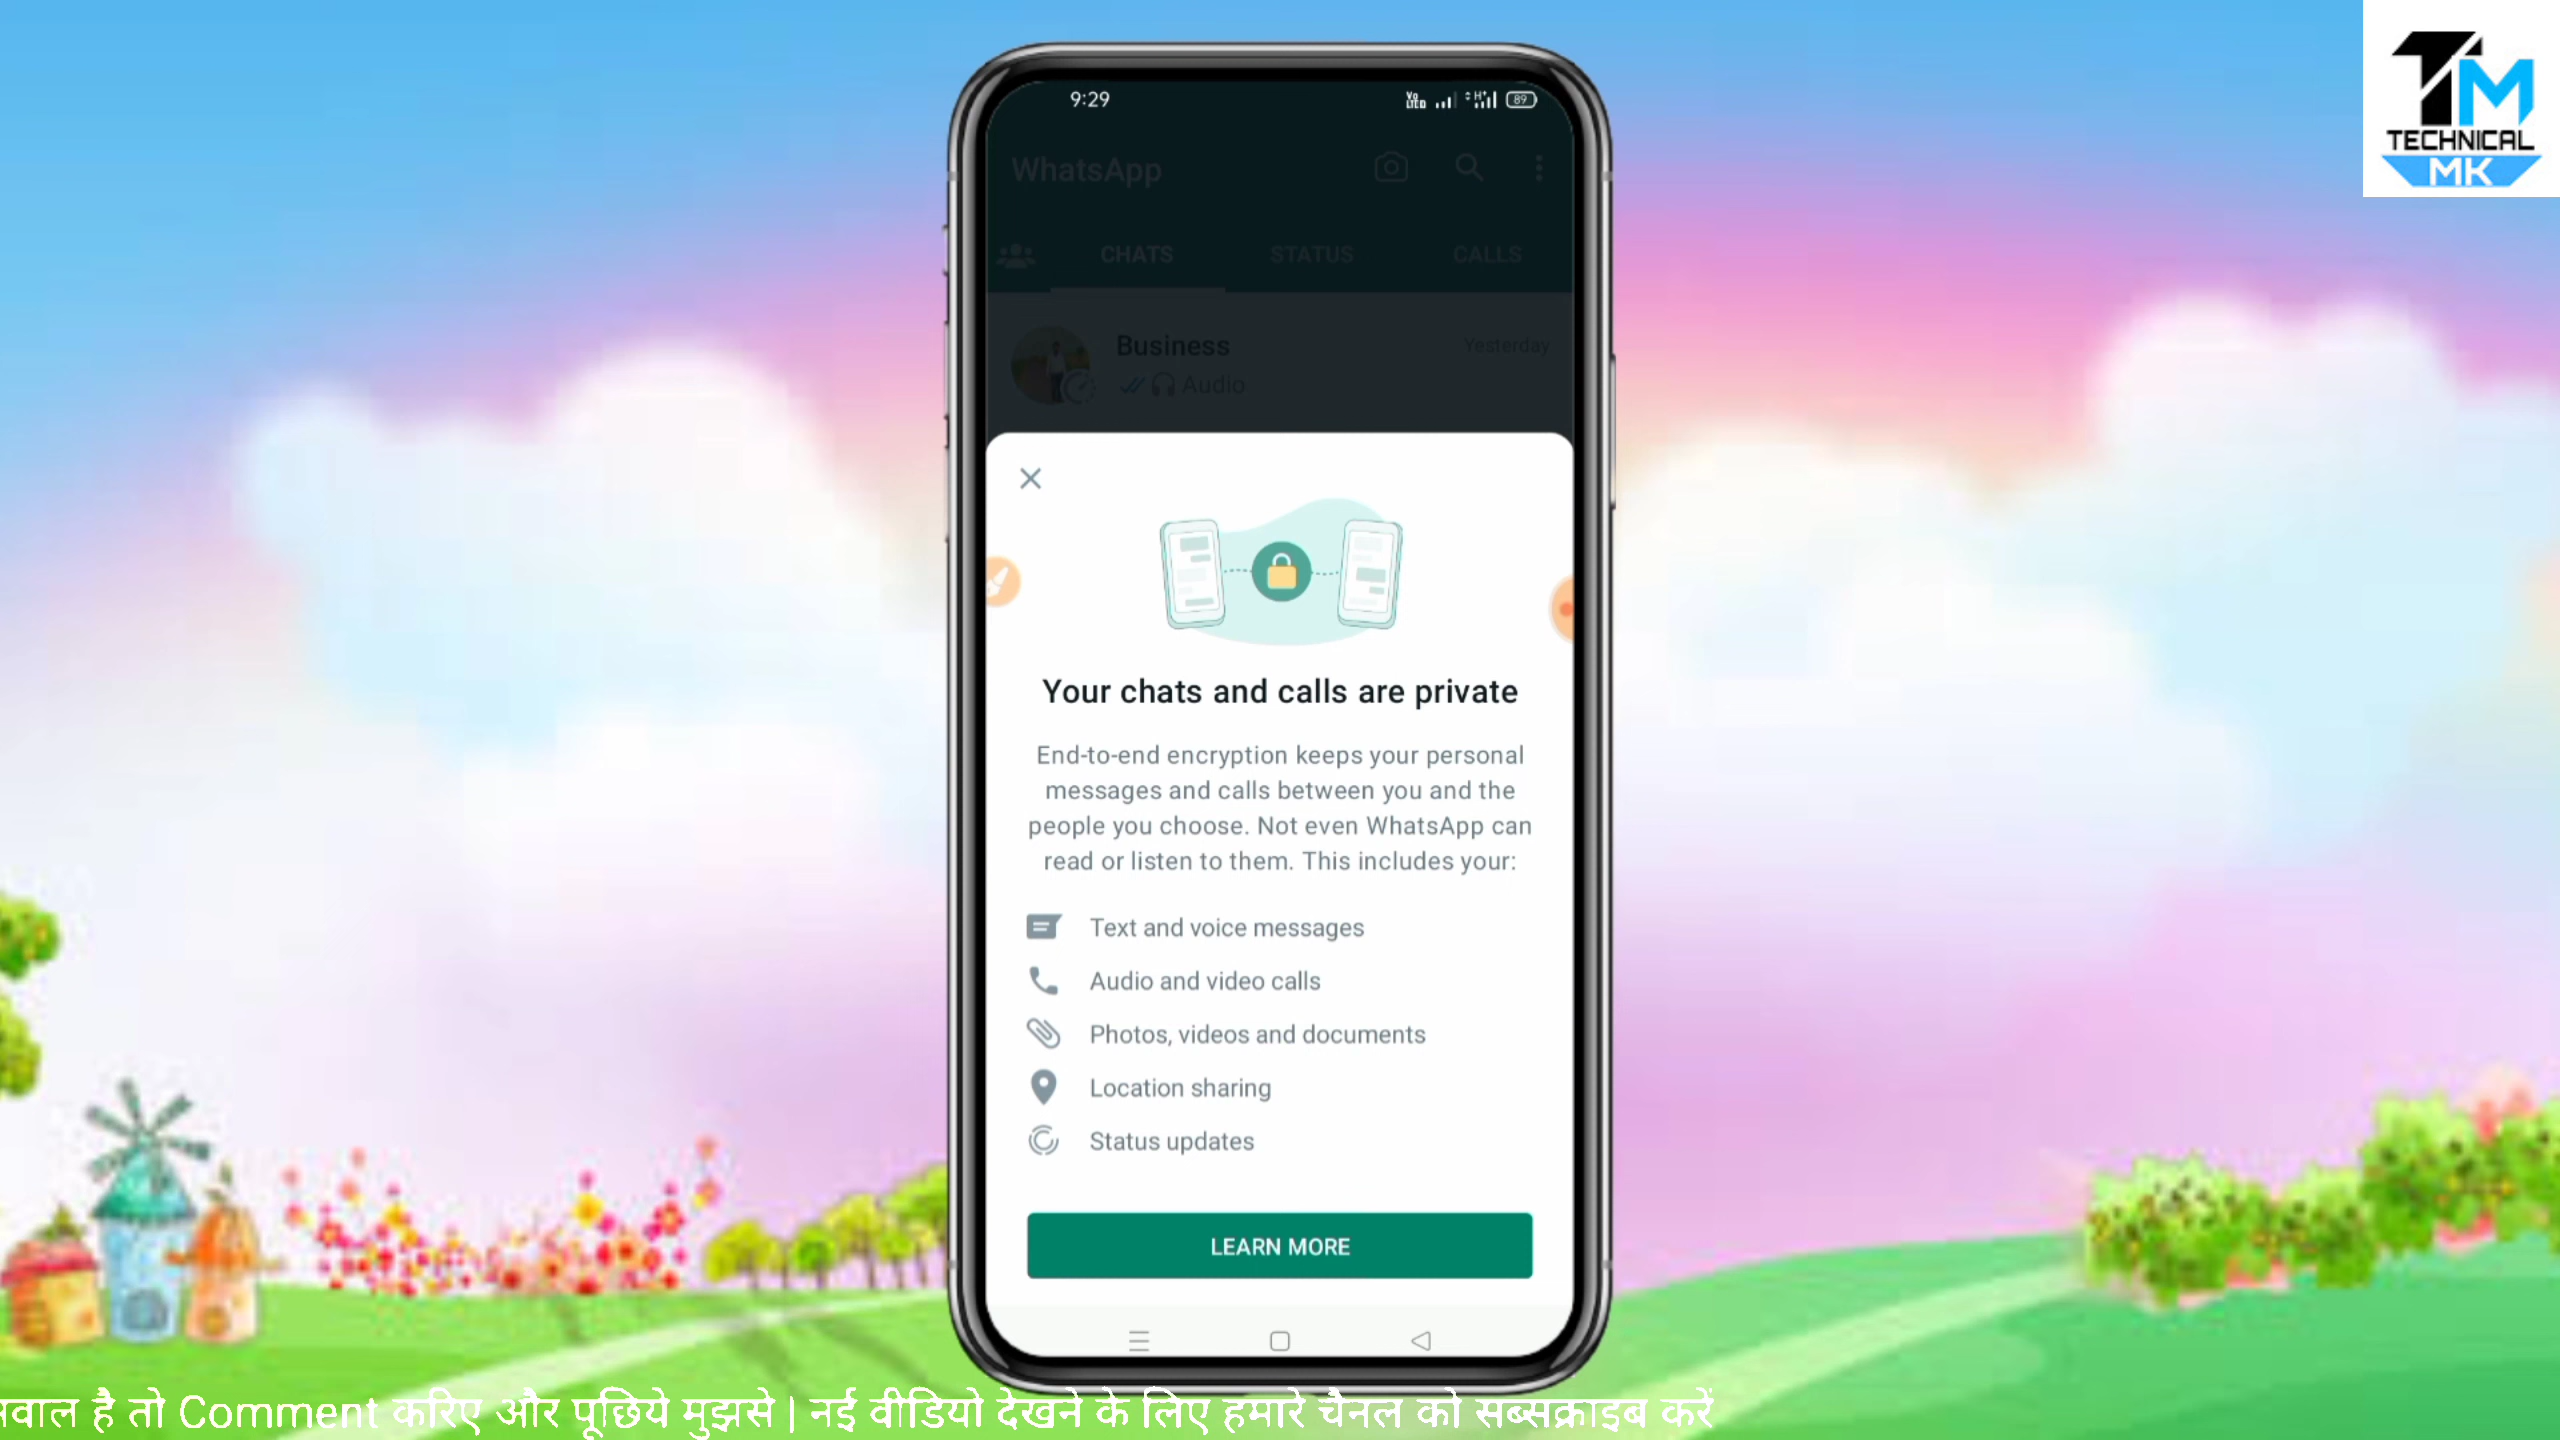 TM
TECHNICAL
MK
9:29
89
WhatsApp
CHATS
STATUS
CALLS
Business
Yesterday
Audio
Your chats and calls are private
End-to-end encryption keeps your personal
messages and calls between you and the
people you choose. Not even WhatsApp can
read or listen to them. This includes your:
Text and voice messages
Audio and video calls
Photos, videos and documents
Location sharing
Status updates
LEARN MORE
है तो Comment करिए और पूछिये मुझसे | नई वीडियो देखने के लिए हमारे चैनल को सब्सक्राइब करें